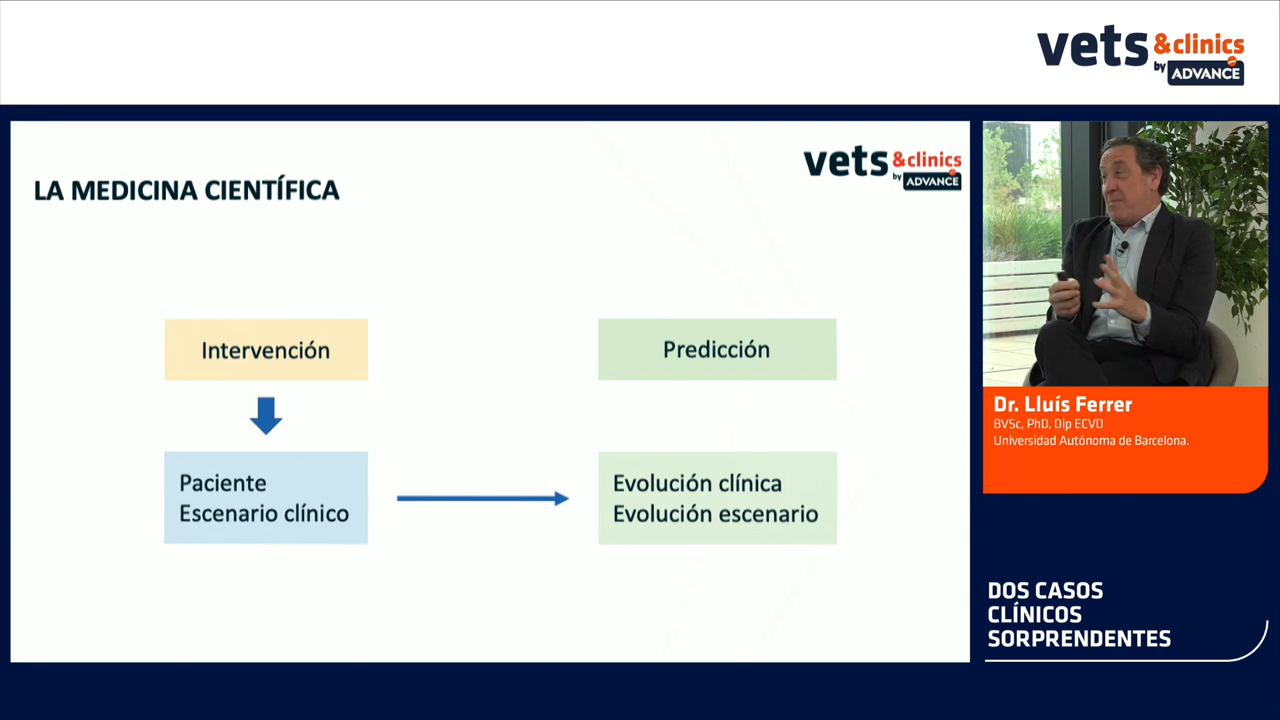 vets &clinics
by ADVANCE
vets &clinics
by ADVANCE
LA MEDICINA CIENTÍFICA
Intervención
Predicción
Paciente
Escenario clínico
Evolución clínica
Evolución escenario
Dr. Lluís Ferrer
BVSc, PhD, Dip ECVD
Universidad Autónoma de Barcelona.
DOS CASOS
CLÍNICOS
SORPRENDENTES